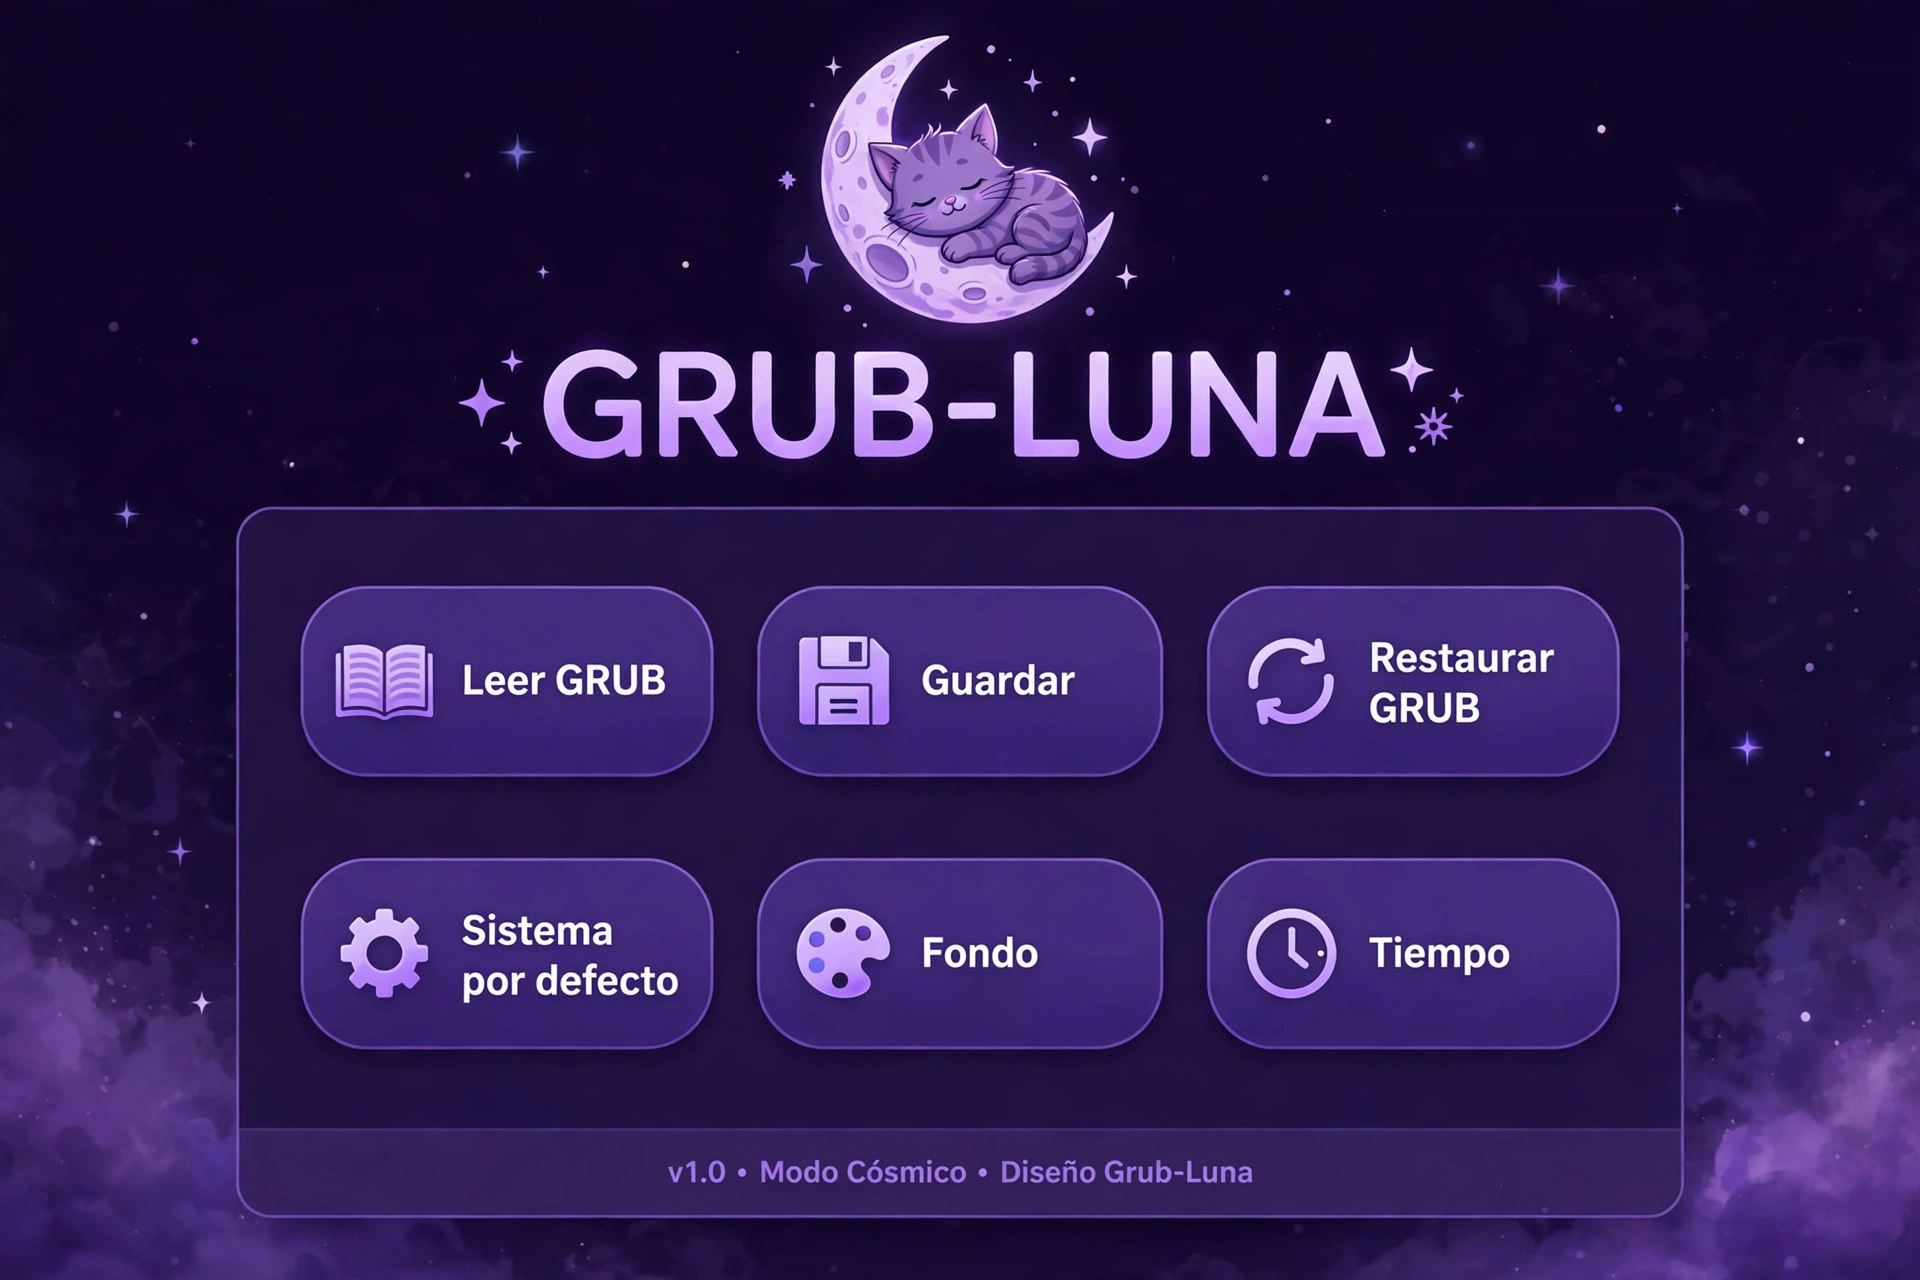 GRUB-LUNA
Leer GRUB
Guardar
Restaurar
GRUB
Sistema
por defecto
Fondo
Tiempo
v1.0 • Modo Cósmico • Diseño Grub-Luna